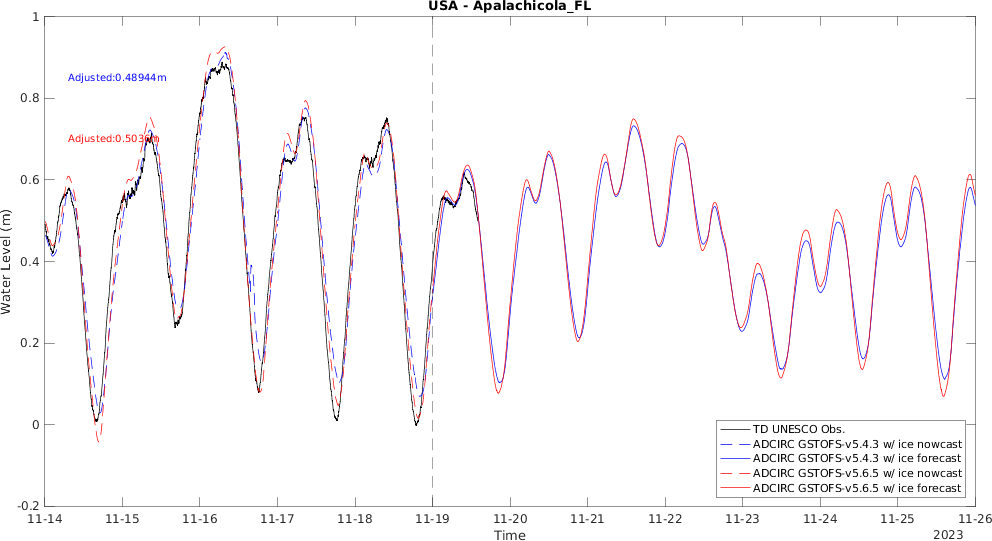 USA - Apalachicola_FL
1
0.8
0.6
0.4
0.2
0
-0.2
Water Level (m)
Adjusted:0.48944m
TD UNESCO Obs.
ADCIRC GSTOFS-v5.4.3 w/ ice nowcast
ADCIRC GSTOFS-v5.4.3 w/ ice forecast
ADCIRC GSTOFS-v5.6.5 w/ ice nowcast
ADCIRC GSTOFS-v5.6.5 w/ ice forecast
11-14 11-15 11-16 11-17 11-18 11-19 11-20 11-21 11-22 11-23 11-24 11-25 11-26
Time
2023